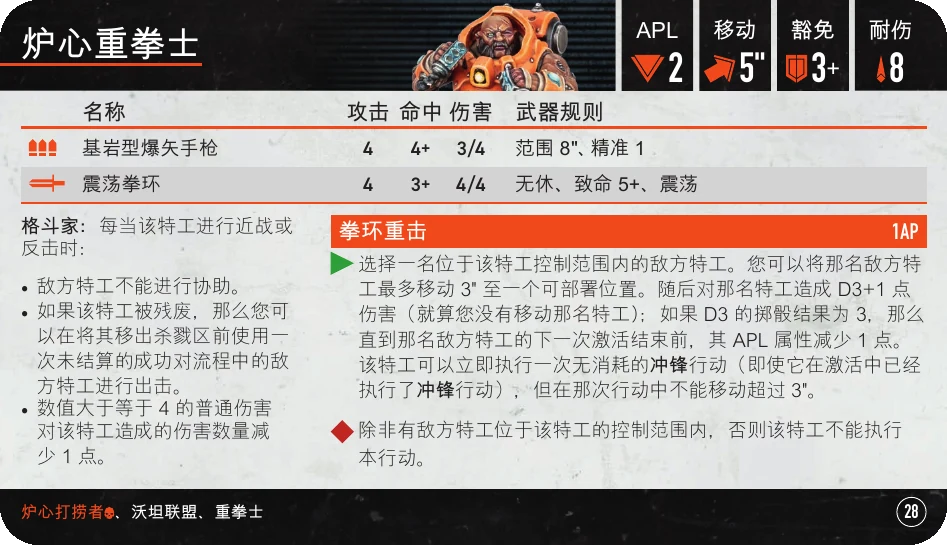 炉心重拳士
APL 移动 豁免 耐伤
2 5" 3+ 8
名称 攻击 命中 伤害 武器规则
基岩型爆矢手枪 4 4+ 3/4 范围 8"、精准 1
震荡拳环 4 3+ 4/4 无休、致命 5+、震荡
格斗家：每当该特工进行近战或
反击时：
• 敌方特工不能进行协助。
• 如果该特工被残废，那么您可
以在将其移出杀戮区前使用一
次未结算的成功对流程中的敌
方特工进行出击。
• 数值大于等于 4 的普通伤害
对该特工造成的伤害数量减
少 1 点。
拳环重击 1AP
选择一名位于该特工控制范围内的敌方特工。您可以将那名敌方特
工最多移动 3" 至一个可部署位置。随后对那名特工造成 D3+1 点
伤害（就算您没有移动那名特工）；如果 D3 的掷骰结果为 3，那么
直到那名敌方特工的下一次激活结束前，其 APL 属性减少 1 点。
该特工可以立即执行一次无消耗的冲锋行动（即使它在激活中已经
执行了冲锋行动），但在那次行动中不能移动超过 3"。
除非有敌方特工位于该特工的控制范围内，否则该特工不能执行
本行动。
炉心打捞者、沃坦联盟、重拳士
28